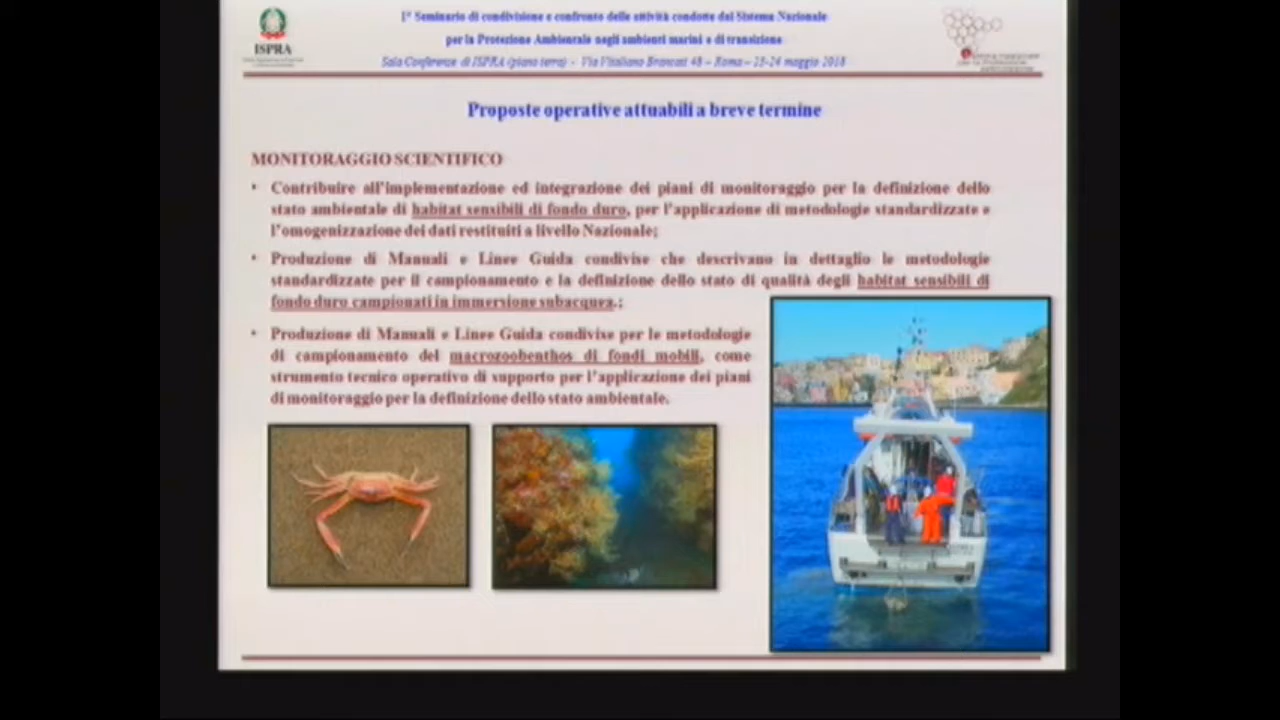 1° Seminario di condivisione e confronto delle attività condotte dal Sistema Nazionale
per la Protezione Ambientale negli ambienti marini e di transizione
Sala Conferenze di ISPRA (piano terra) - Via Vitaliano Brancati 48 – Roma – 23-24 maggio 2018
ISPRA
Proposte operative attuabili a breve termine
MONITORAGGIO SCIENTIFICO
• Contribuire all'implementazione ed integrazione dei piani di monitoraggio per la definizione dello
stato ambientale di habitat sensibili di fondo duro, per l'applicazione di metodologie standardizzate e
l'omogenizzazione dei dati restituiti a livello Nazionale;
• Produzione di Manuali e Linee Guida condivise che descrivano in dettaglio le metodologie
standardizzate per il campionamento e la definizione dello stato di qualità degli habitat sensibili di
fondo duro campionati in immersione subacquea.;
• Produzione di Manuali e Linee Guida condivise per le metodologie
di campionamento del macrozoobenthos di fondi mobili, come
strumento tecnico operativo di supporto per l'applicazione dei piani
di monitoraggio per la definizione dello stato ambientale.